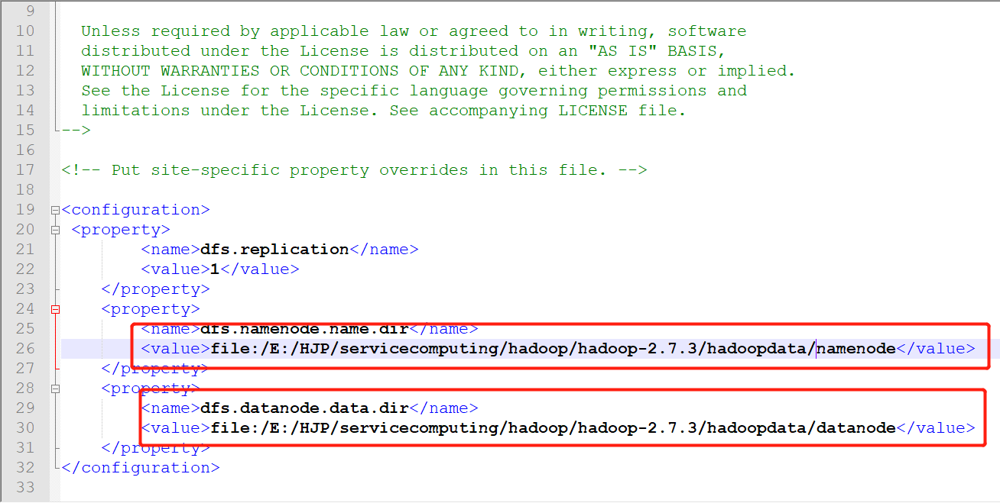 9
10 Unless required by applicable law or agreed to in writing, software
11 distributed under the License is distributed on an "AS IS" BASIS,
12 WITHOUT WARRANTIES OR CONDITIONS OF ANY KIND, either express or implied.
13 See the License for the specific language governing permissions and
14 limitations under the License. See accompanying LICENSE file.
15 -->
16
17 <!-- Put site-specific property overrides in this file. -->
18
19 <configuration>
20 <property>
21 <name>dfs.replication</name>
22 <value>1</value>
23 </property>
24 <property>
25 <name>dfs.namenode.name.dir</name>
26 <value>file:/E:/HJP/servicecomputing/hadoop/hadoop-2.7.3/hadoopdata/namenode</value>
27 </property>
28 <property>
29 <name>dfs.datanode.data.dir</name>
30 <value>file:/E:/HJP/servicecomputing/hadoop/hadoop-2.7.3/hadoopdata/datanode</value>
31 </property>
32 </configuration>
33